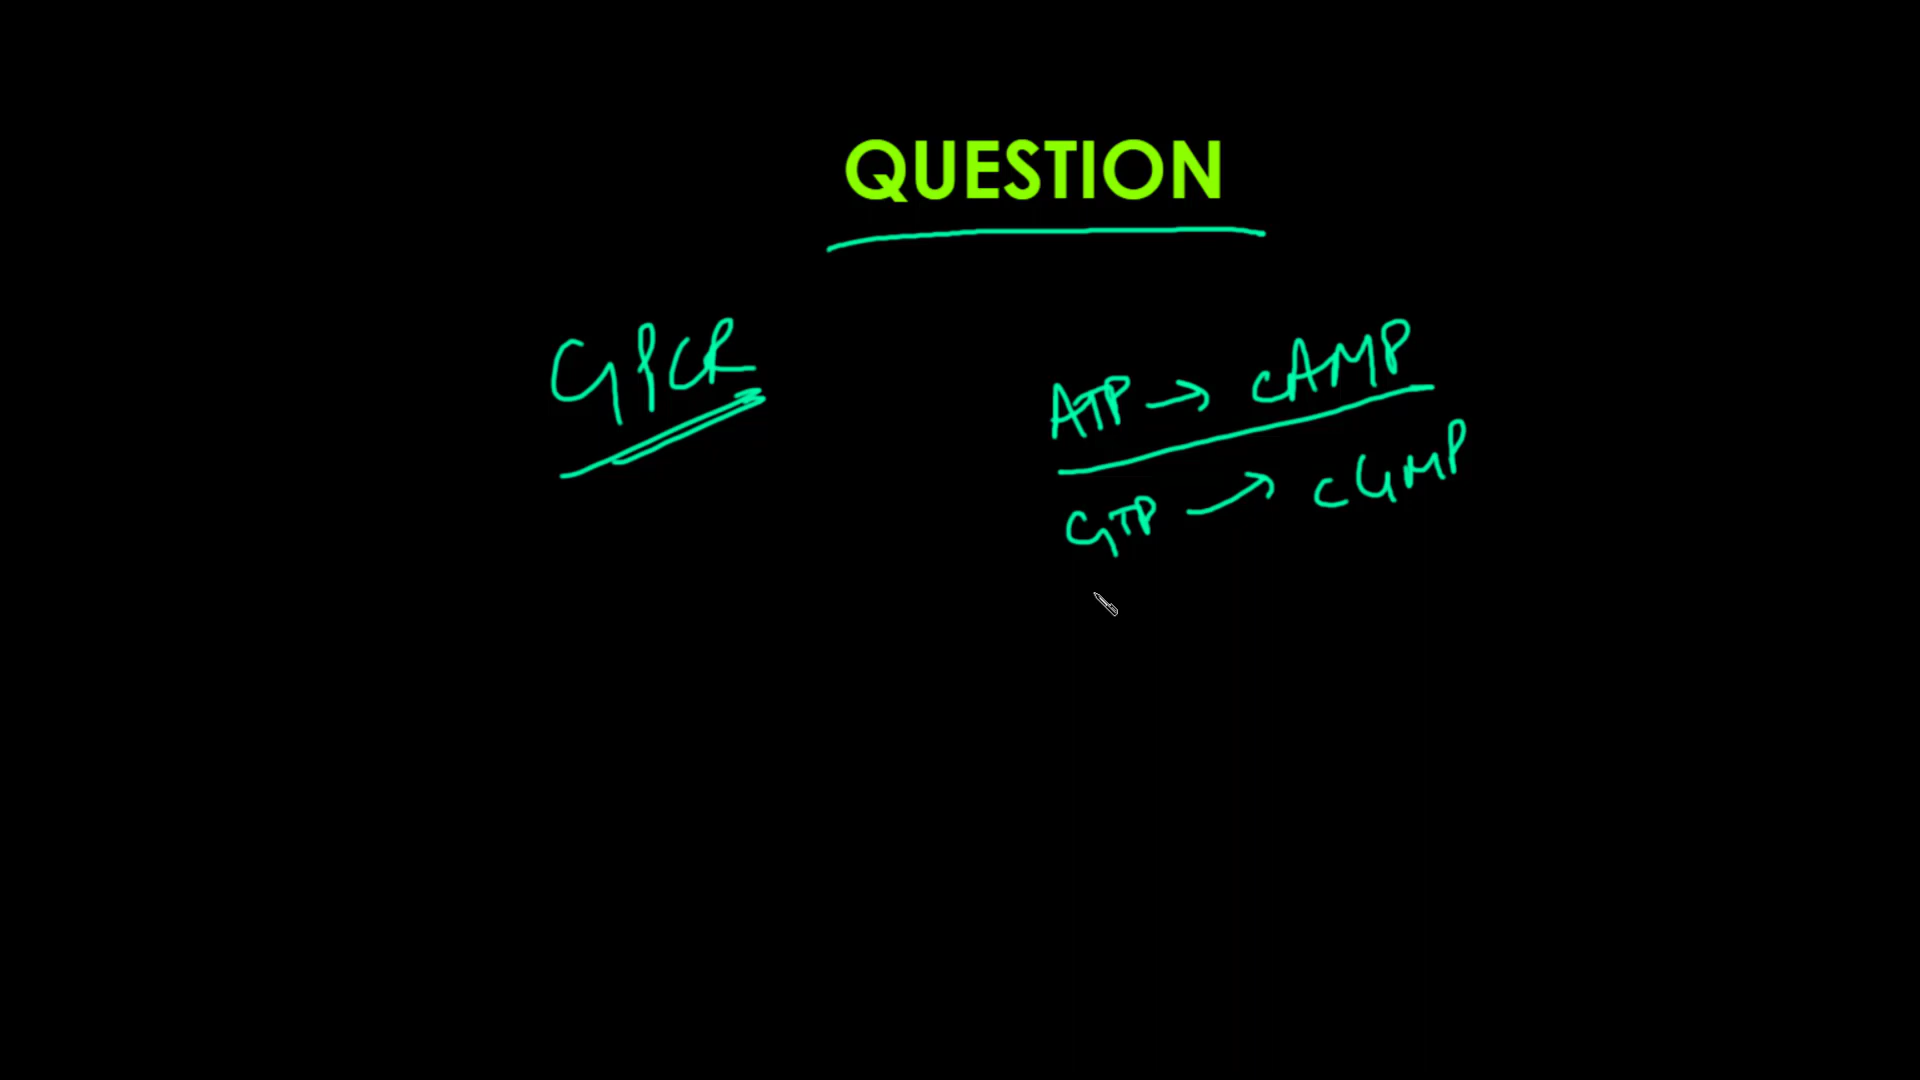 QUESTION
GPCR
ATP → cAMP
GTP → cGMP